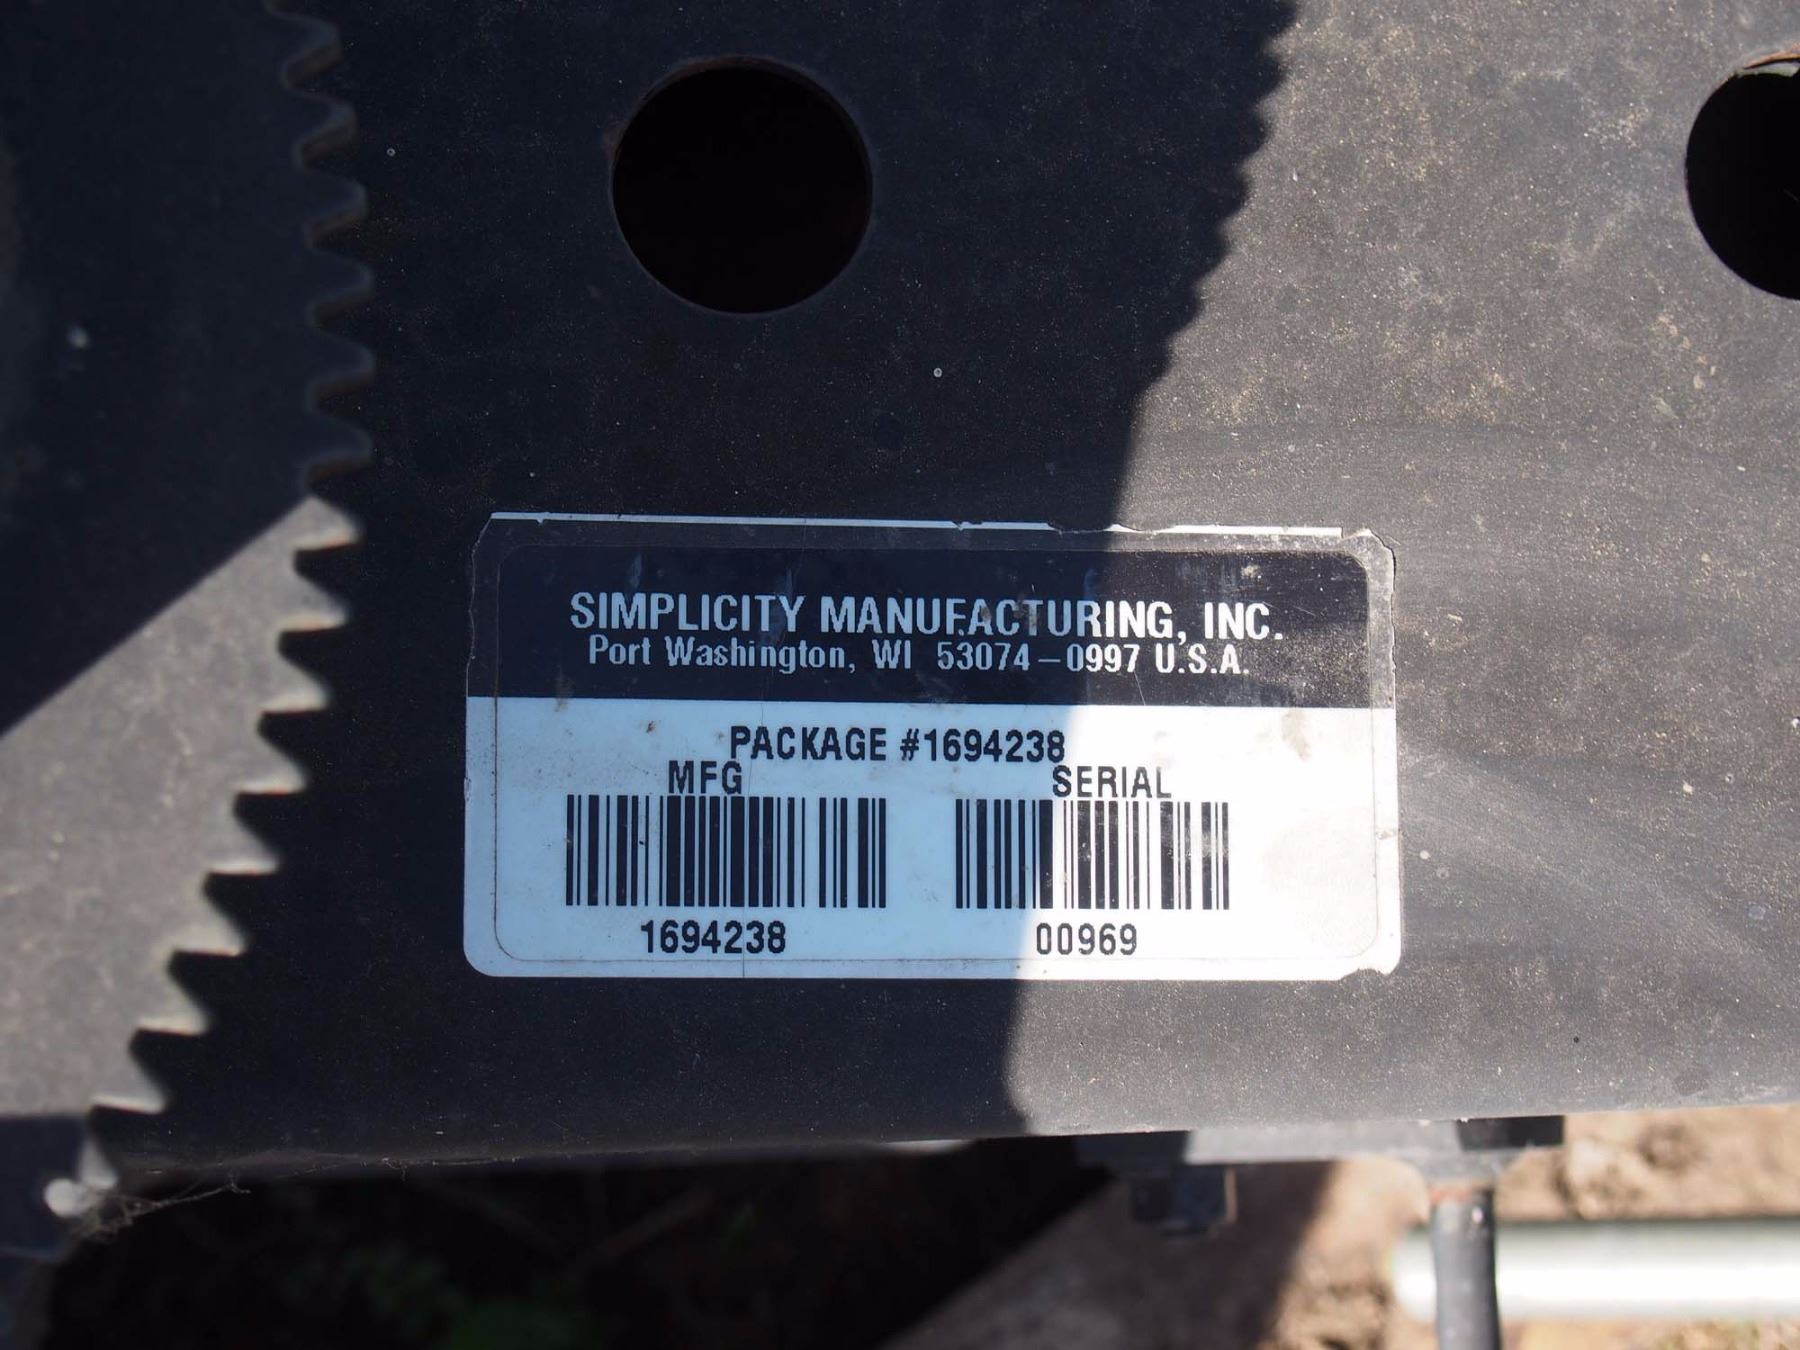 SIMPLICITY MANUFACTURING, INC.
Port Washington, WI 53074-0997 U.S.A.
PACKAGE #1694238
MFG SERIAL
1694238 00969